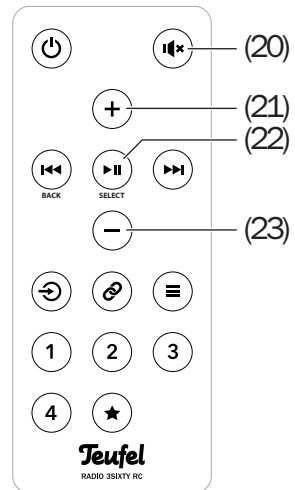 (20)
(21)
(22)
BACK
SELECT
(23)
1
2
3
4
Teufel
RADIO 3SIXTY RC